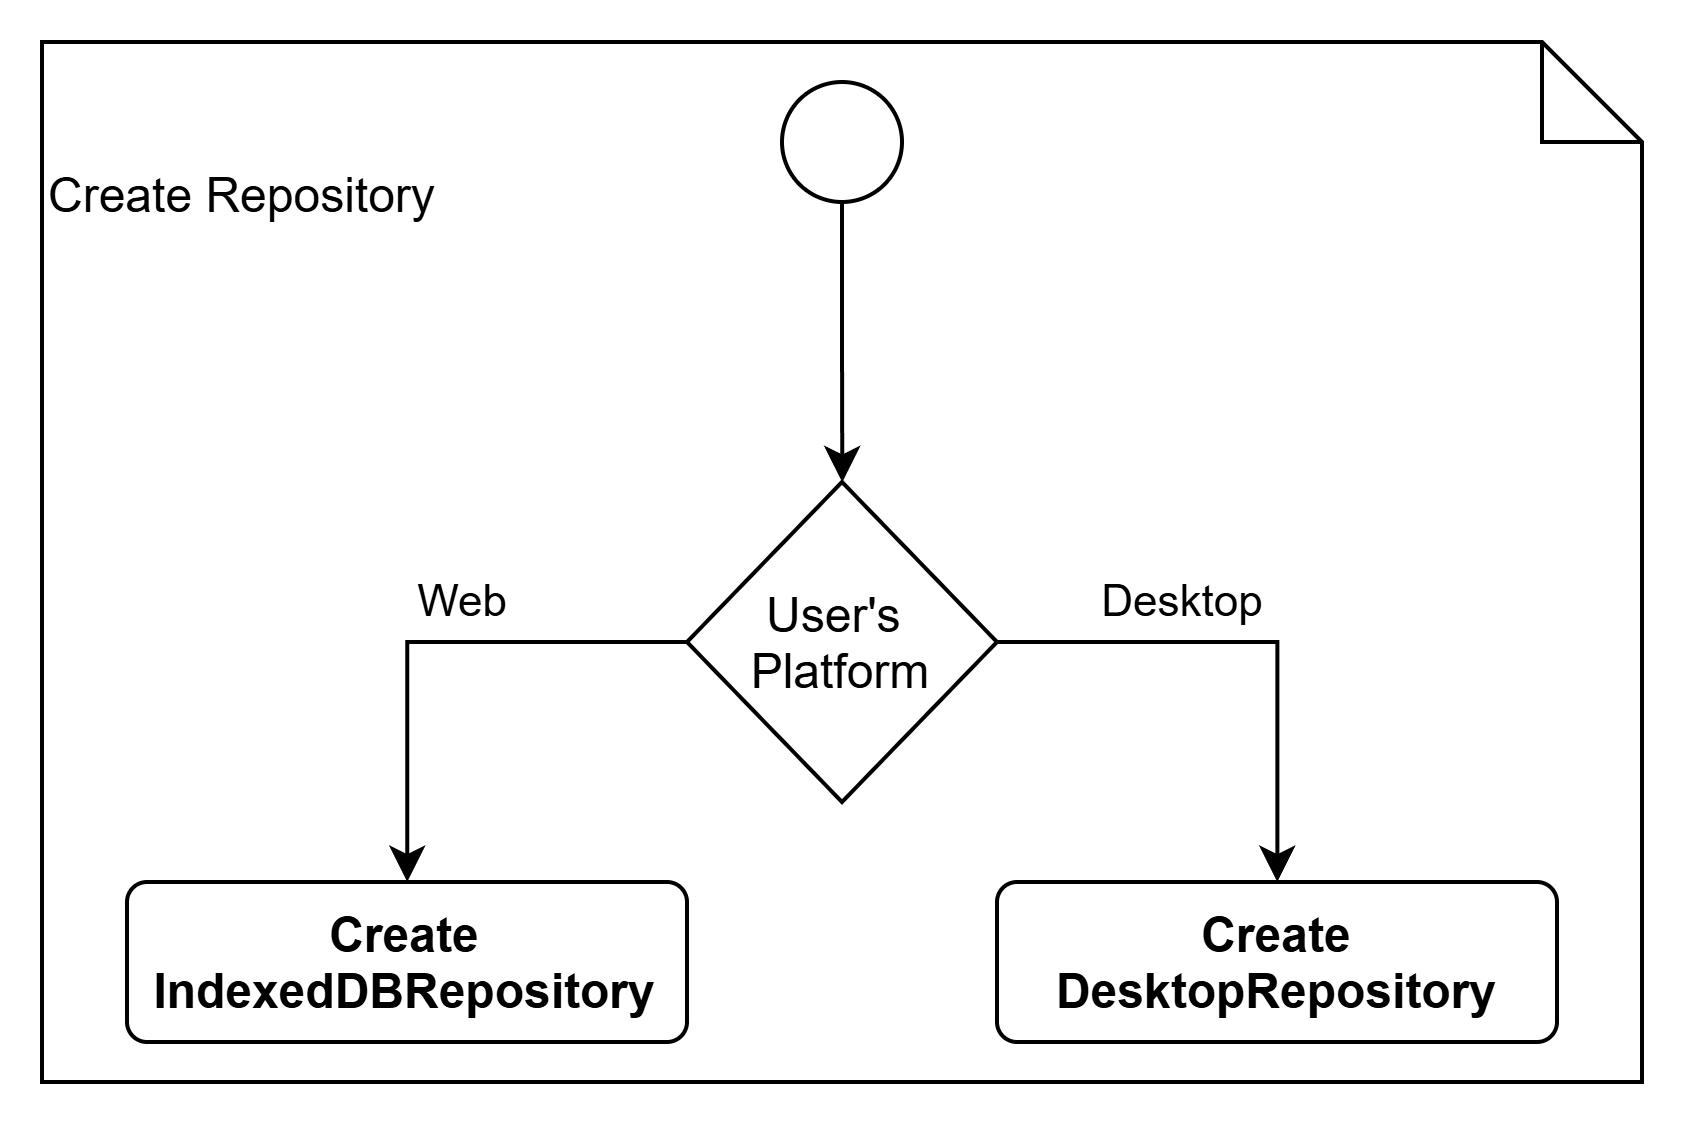 Create Repository
User's
Platform
Web
Desktop
Create
IndexedDBRepository
Create
DesktopRepository